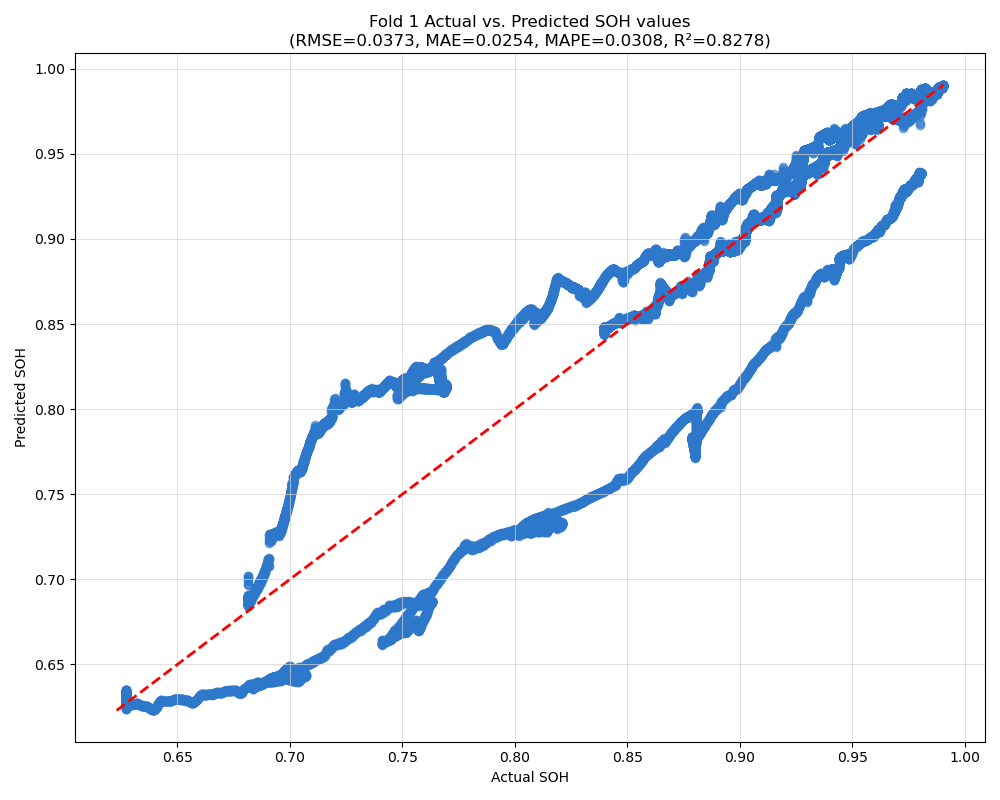 Fold 1 Actual vs. Predicted SOH values
(RMSE=0.0373, MAE=0.0254, MAPE=0.0308, R²=0.8278)
1.00
0.95
0.90
0.85
0.80
0.75
0.70
0.65
Predicted SOH
0.65 0.70 0.75 0.80 0.85 0.90 0.95 1.00
Actual SOH